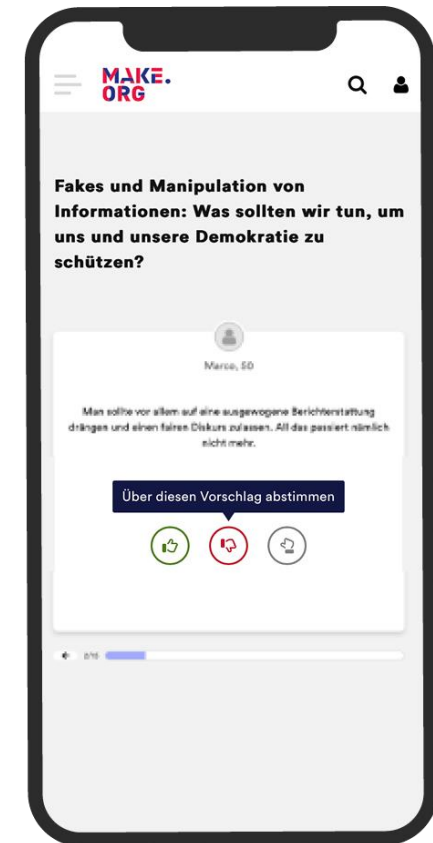 MAKE.
ORG
Fakes und Manipulation von
Informationen: Was sollten wir tun, um
uns und unsere Demokratie zu
schützen?
Marco, 50
Man sollte vor allem auf eine ausgewogene Berichterstattung
drängen und einen fairen Diskurs zulassen. All das passiert nämlich
nicht mehr.
Über diesen Vorschlag abstimmen